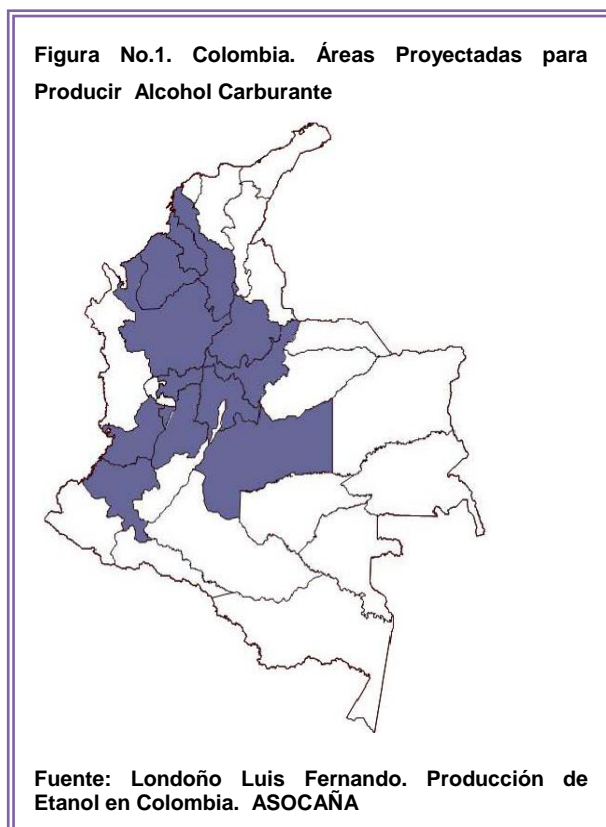 Figura No.1. Colombia. Áreas Proyectadas para
Producir Alcohol Carburante
Fuente: Londoño Luis Fernando. Producción de
Etanol en Colombia. ASOCAÑA